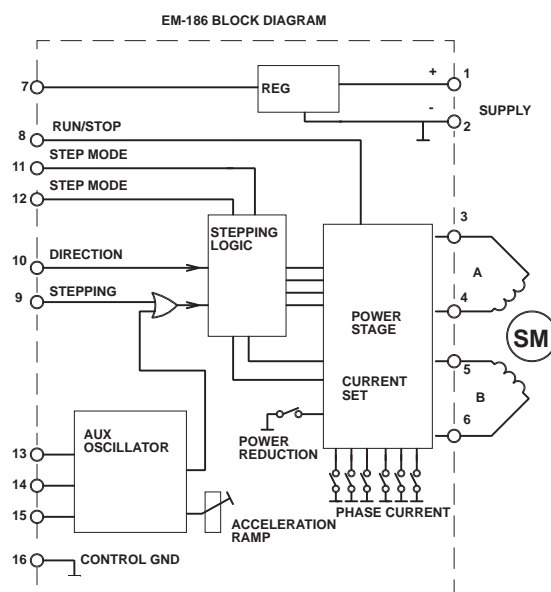 EM-186 BLOCK DIAGRAM
7
REG
+
1
-
2
SUPPLY
8
RUN/STOP
11
STEP MODE
12
STEP MODE
STEPPING
LOGIC
10
DIRECTION
9
STEPPING
3
A
4
POWER
STAGE
SM
5
CURRENT
SET
B
6
POWER
REDUCTION
AUX
OSCILLATOR
13
14
15
ACCELERATION
RAMP
PHASE CURRENT
16
CONTROL GND